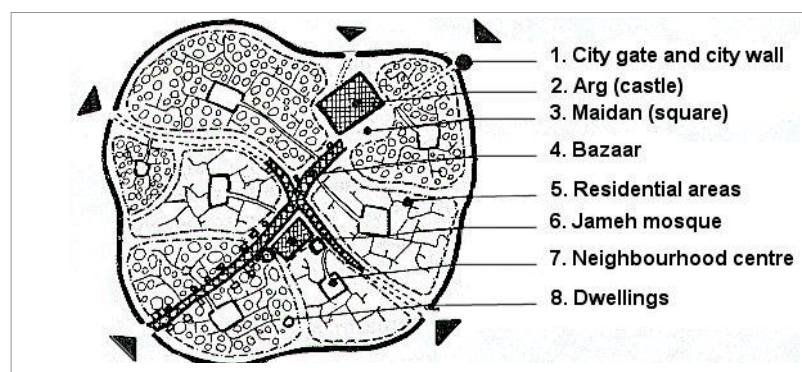 1. City gate and city wall
2. Arg (castle)
3. Maidan (square)
4. Bazaar
5. Residential areas
6. Jameh mosque
7. Neighbourhood centre
8. Dwellings